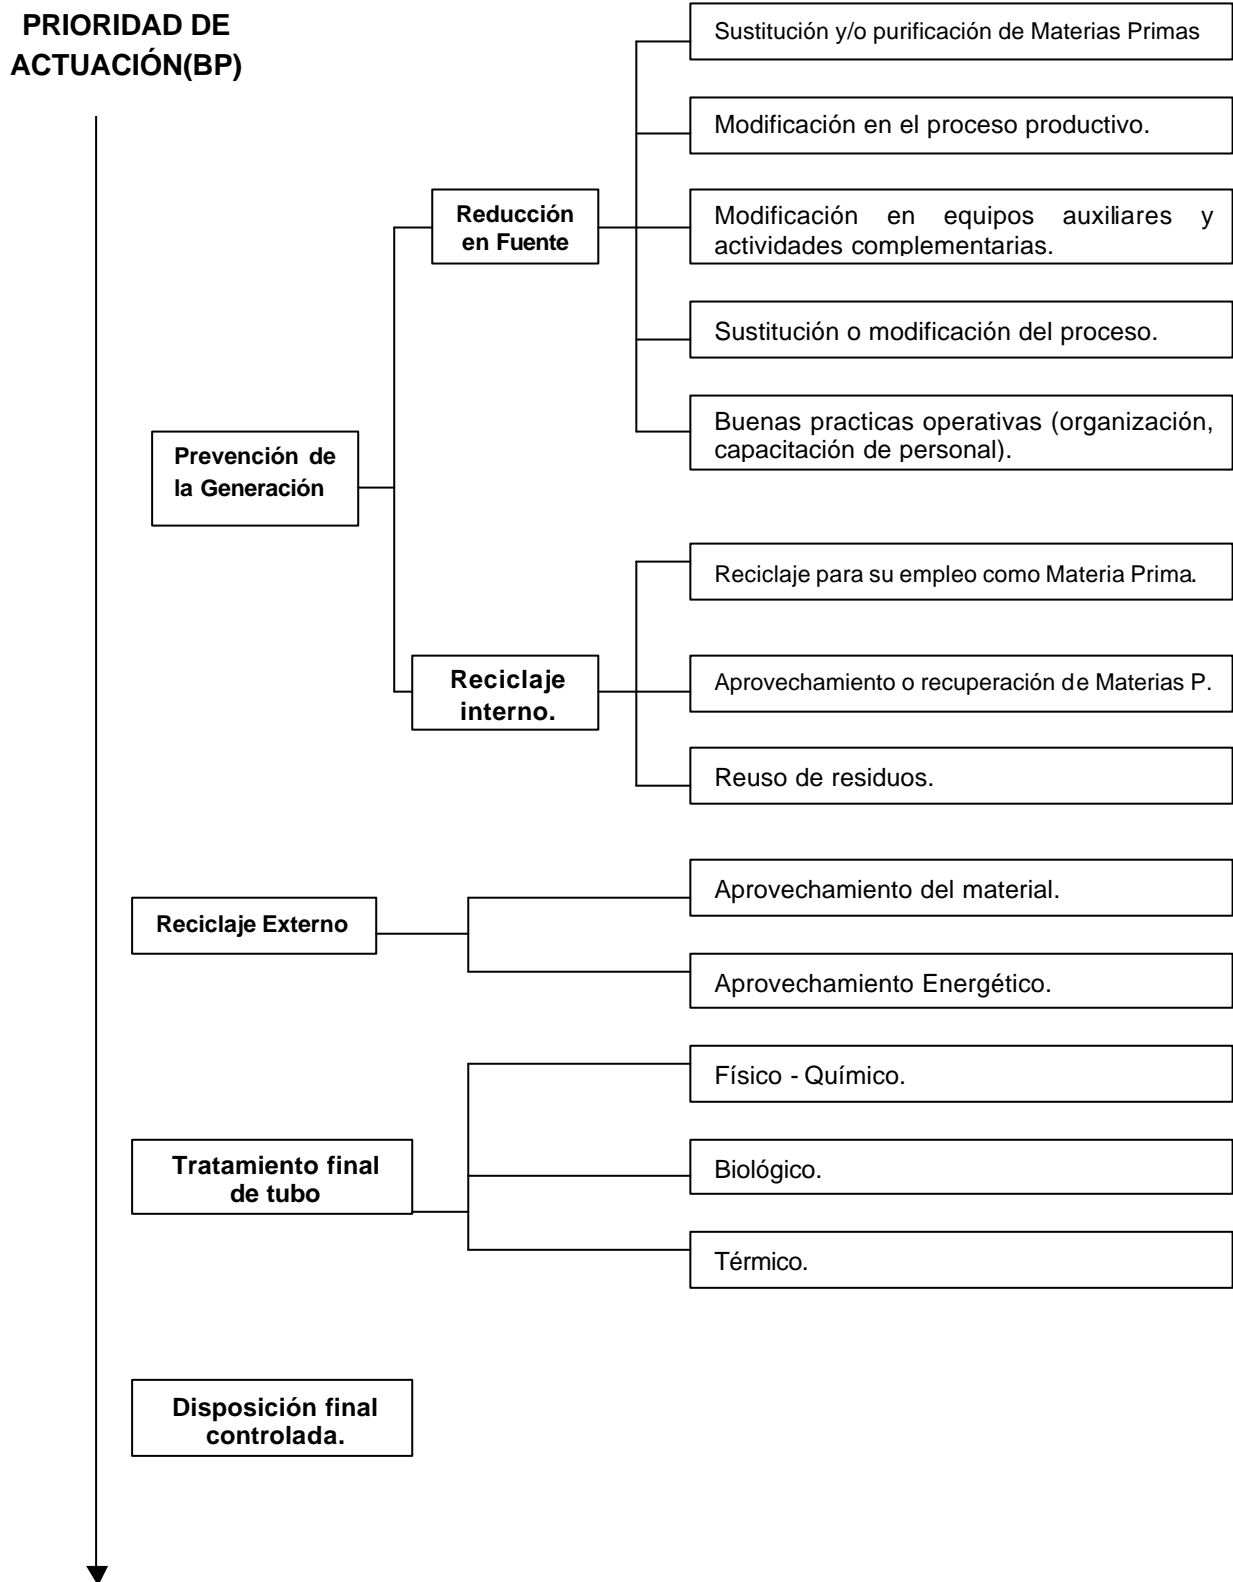 PRIORIDAD DE
ACTUACIÓN(BP)
Sustitución y/o purificación de Materias Primas
Modificación en el proceso productivo.
Reducción
en Fuente
Modificación en equipos auxiliares y
actividades complementarias.
Sustitución o modificación del proceso.
Buenas practicas operativas (organización,
capacitación de personal).
Prevención de
la Generación
Reciclaje para su empleo como Materia Prima.
Reciclaje
interno.
Aprovechamiento o recuperación de Materias P.
Reuso de residuos.
Aprovechamiento del material.
Reciclaje Externo
Aprovechamiento Energético.
Físico - Químico.
Tratamiento final
de tubo
Biológico.
Térmico.
Disposición final
controlada.